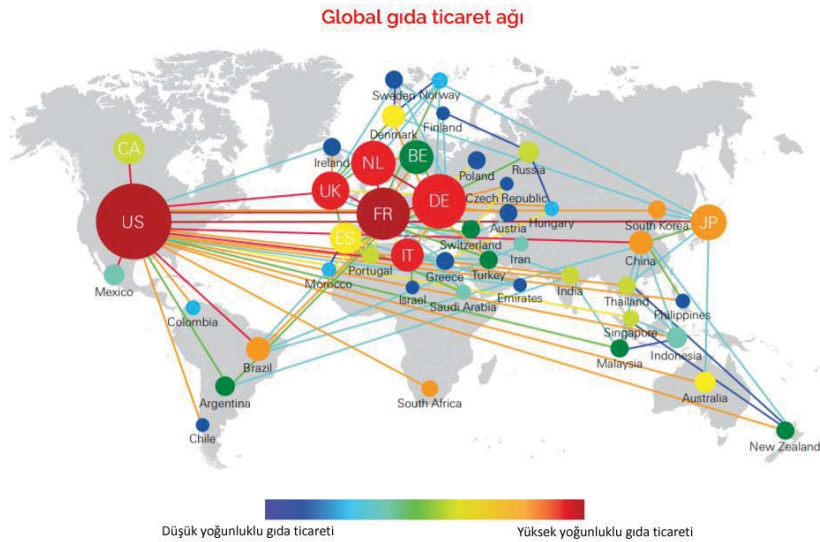 Global gıda ticaret ağı
Sweden
Norway
Denmark
Finland
CA
Ireland
NL
BE
Poland
Russia
UK
DE
Czech Republic
US
FR
Austria
Hungary
South Korea
JP
ES
Switzerland
IT
Iran
China
Portugal
Greece
Turkey
Mexico
Morocco
Israel
Emirates
India
Thailand
Philippines
Saudi Arabia
Colombia
Singapore
Brazil
Malaysia
Indonesia
Argentina
South Africa
Australia
Chile
New Zealand
Düşük yoğunluklu gıda ticareti
Yüksek yoğunluklu gıda ticareti